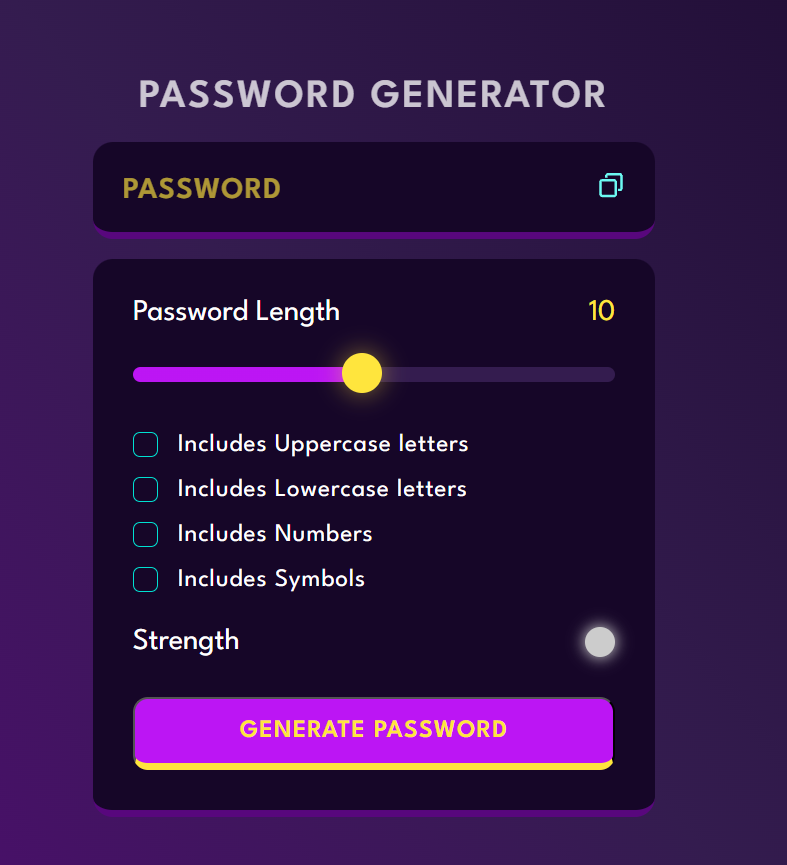 PASSWORD GENERATOR
PASSWORD
Password Length 10
Includes Uppercase letters
Includes Lowercase letters
Includes Numbers
Includes Symbols
Strength
GENERATE PASSWORD